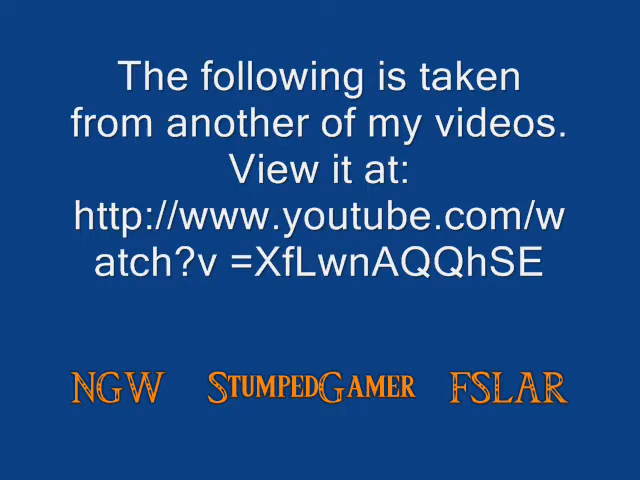 The following is taken
from another of my videos.
View it at:
http://www.youtube.com/w
atch?v =XfLwnAQQhSE
NGW StumpedGamer FSLAR